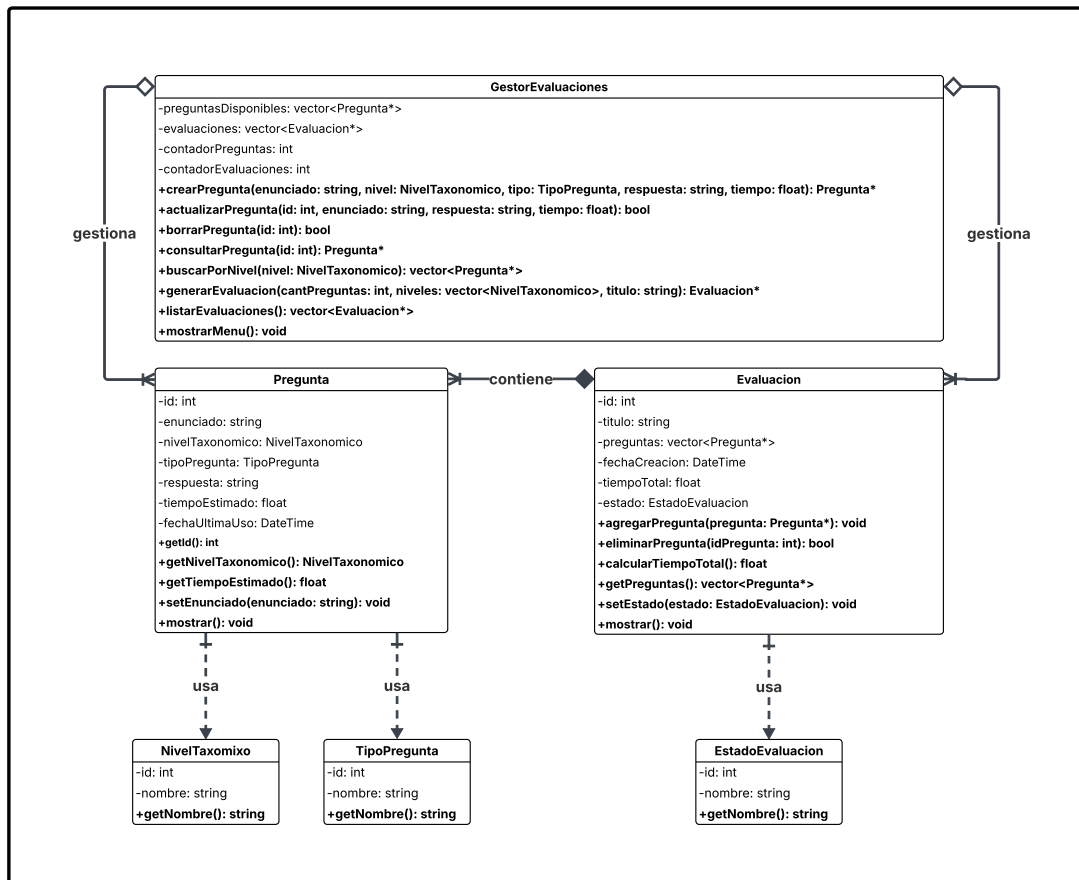 GestorEvaluaciones
-preguntasDisponibles: vector<Pregunta*>
-evaluaciones: vector<Evaluacion*>
-contadorPreguntas: int
-contadorEvaluaciones: int
+crearPregunta(enunciado: string, nivel: NivelTaxonomico, tipo: TipoPregunta, respuesta: string, tiempo: float): Pregunta*
+actualizarPregunta(id: int, enunciado: string, respuesta: string, tiempo: float): bool
+borrarPregunta(id: int): bool
+consultarPregunta(id: int): Pregunta*
+buscarPorNivel(nivel: NivelTaxonomico): vector<Pregunta*>
+generarEvaluacion(cantPreguntas: int, niveles: vector<NivelTaxonomico>, titulo: string): Evaluacion*
+listarEvaluaciones(): vector<Evaluacion*>
+mostrarMenu(): void
gestiona
gestiona
Pregunta
-id: int
-enunciado: string
-nivelTaxonomico: NivelTaxonomico
-tipoPregunta: TipoPregunta
-respuesta: string
-tiempoEstimado: float
-fechaUltimaUso: DateTime
+getId(): int
+getNivelTaxonomico(): NivelTaxonomico
+getTiempoEstimado(): float
+setEnunciado(enunciado: string): void
+mostrar(): void
contiene
Evaluacion
-id: int
-titulo: string
-preguntas: vector<Pregunta*>
-fechaCreacion: DateTime
-tiempoTotal: float
-estado: EstadoEvaluacion
+agregarPregunta(pregunta: Pregunta*): void
+eliminarPregunta(idPregunta: int): bool
+calcularTiempoTotal(): float
+getPreguntas(): vector<Pregunta*>
+setEstado(estado: EstadoEvaluacion): void
+mostrar(): void
usa
usa
usa
NivelTaxomixo
-id: int
-nombre: string
+getNombre(): string
TipoPregunta
-id: int
-nombre: string
+getNombre(): string
EstadoEvaluacion
-id: int
-nombre: string
+getNombre(): string